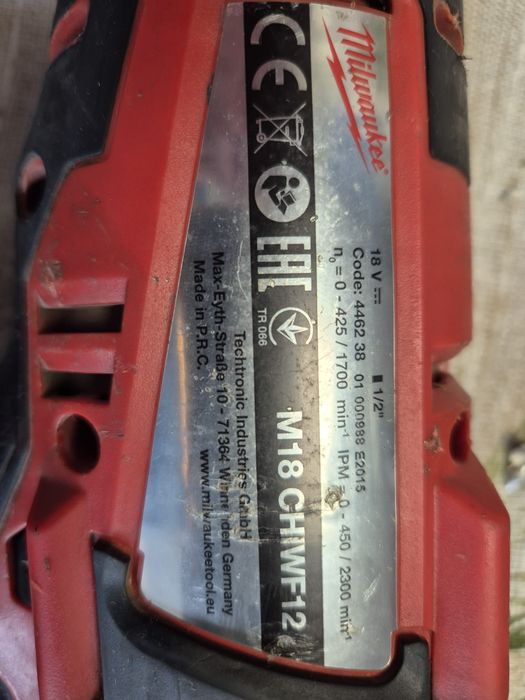 Milwaukee®
18 V ⎓ 1/2"
Code: 4462 38 01 000988 E2015
n₀ = 0 - 425 / 1700 min⁻¹ IPM = 0 - 450 / 2300 min⁻¹
CE EAC M18 CHIWF12
TR 066
Techtronic Industries GmbH
Max-Eyth-Straße 10 - 71364 Winnenden Germany
Made in P.R.C. www.milwaukeetool.eu